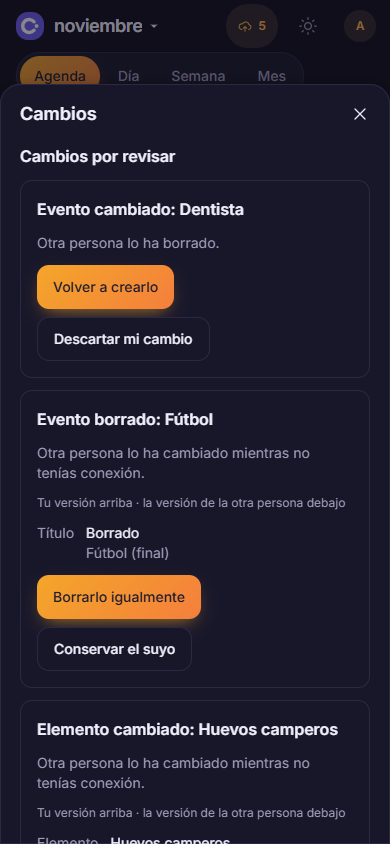 noviembre
5
A
Agenda
Día
Semana
Mes
Cambios
Cambios por revisar
Evento cambiado: Dentista
Otra persona lo ha borrado.
Volver a crearlo
Descartar mi cambio
Evento borrado: Fútbol
Otra persona lo ha cambiado mientras no
tenías conexión.
Tu versión arriba · la versión de la otra persona debajo
Título Borrado
Fútbol (final)
Borrarlo igualmente
Conservar el suyo
Elemento cambiado: Huevos camperos
Otra persona lo ha cambiado mientras no
tenías conexión.
Tu versión arriba · la versión de la otra persona debajo
Elemento Huevos camperos